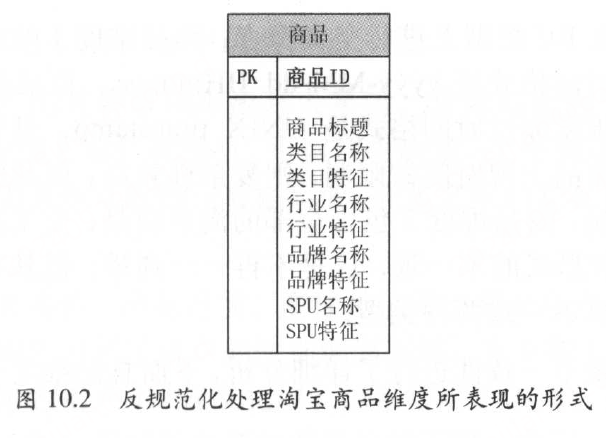 商品
PK 商品ID
商品标题
类目名称
类目特征
行业名称
行业特征
品牌名称
品牌特征
SPU名称
SPU特征
图 10.2 反规范化处理淘宝商品维度所表现的形式